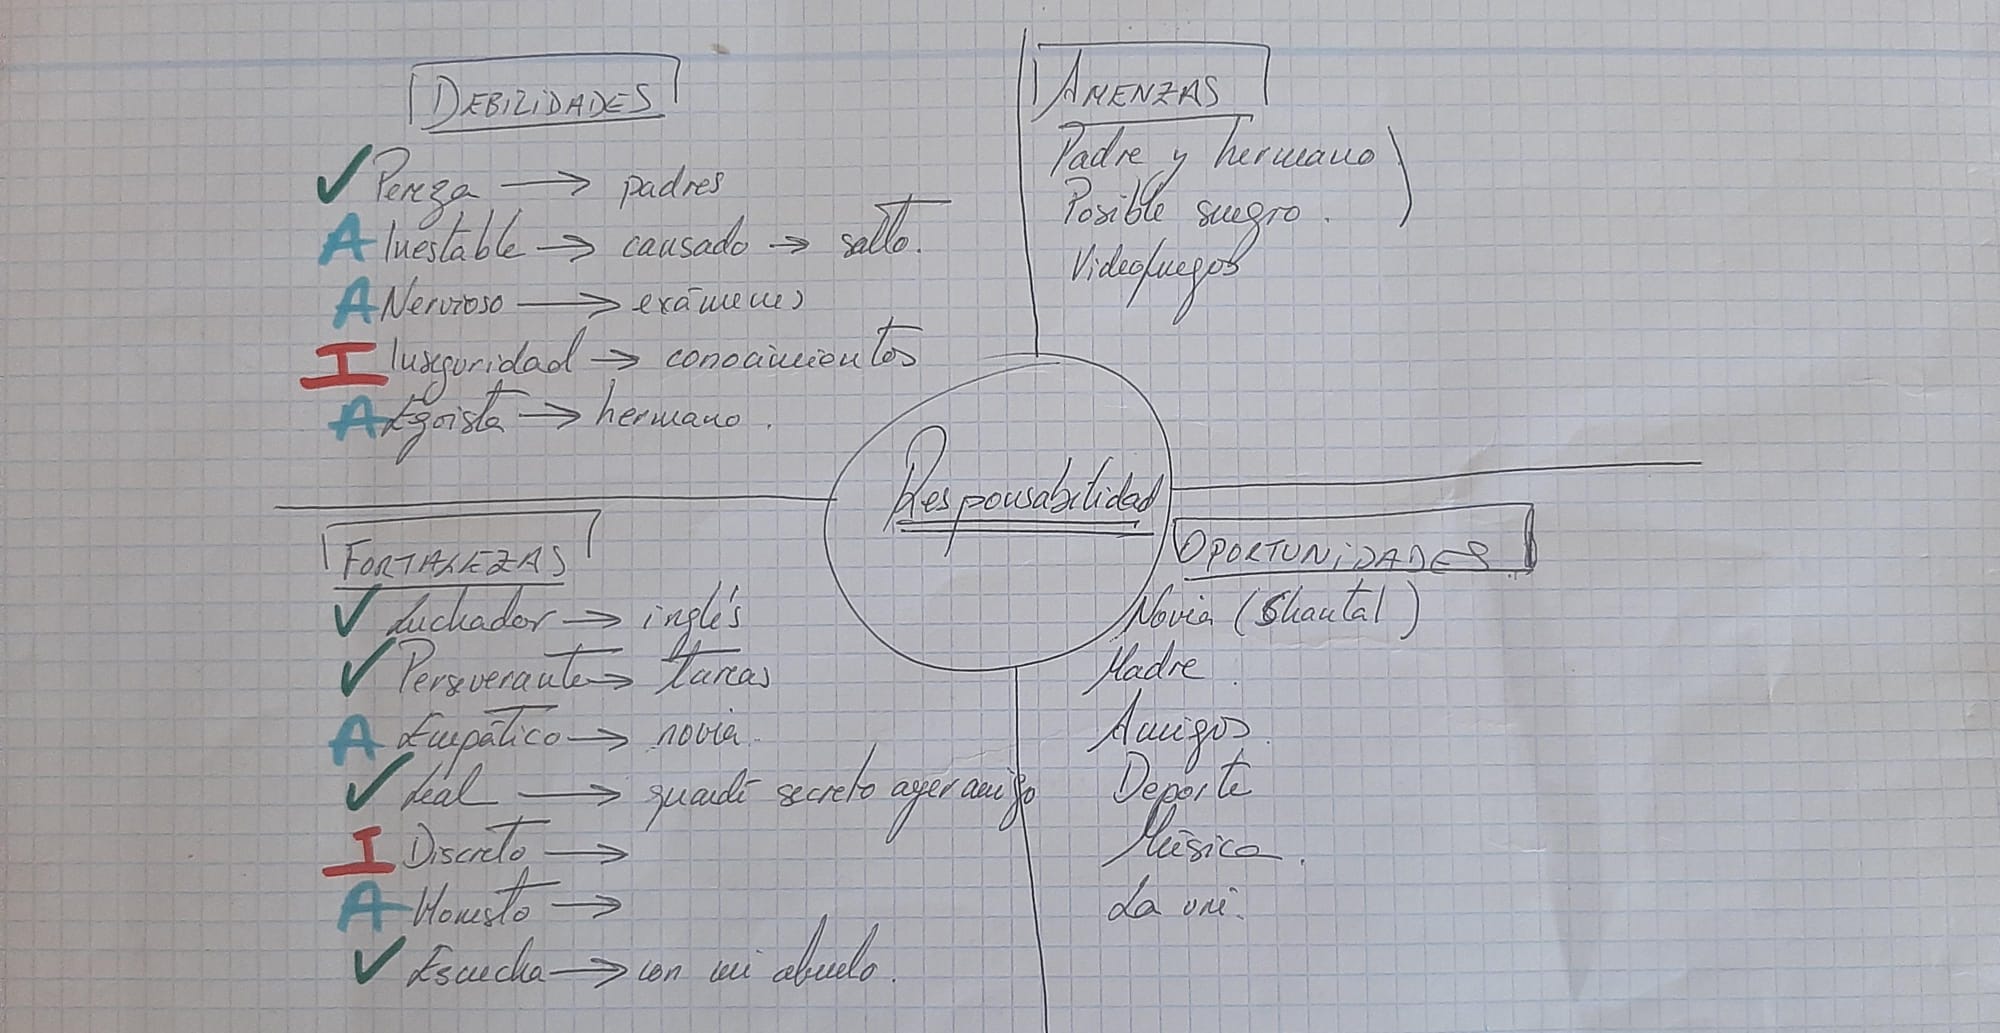 DEBILIDADES
✓ Pereza → padres
A Inestable → causado → salto.
A Nervioso → exámenes
I Inseguridad → conocimientos
A Egoista → hermano.
AMENZAS
Padre y hermano
Posible suegro.
Videojuegos
Responsabilidad
FORTALEZAS
✓ Luchador → inglés
✓ Perseverante → tareas
A Empático → novia.
✓ Leal → guardé secreto ayer amigo
I Discreto →
A Honesto →
✓ Escucha → con mi abuelo.
OPORTUNIDADES
Novia (Shantal)
Madre.
Amigos.
Deporte
Música.
La uni.